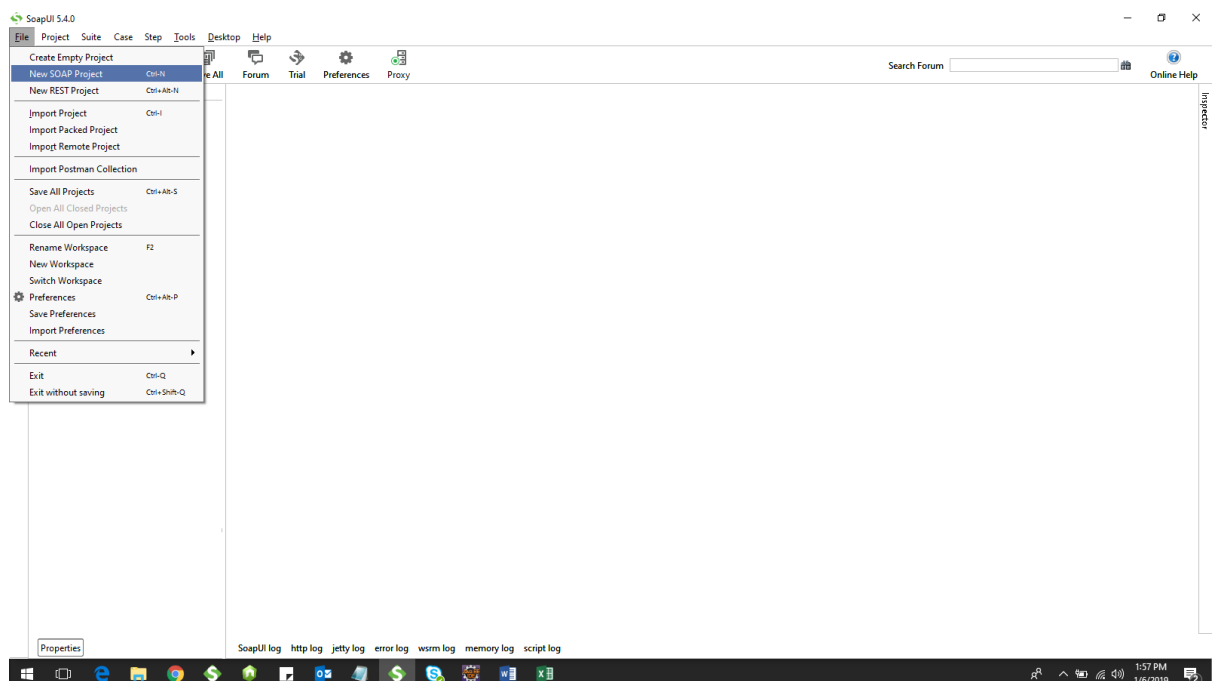 SoapUI 5.4.0
File Project Suite Case Step Tools Desktop Help
Create Empty Project
New SOAP Project Ctrl-N
New REST Project Ctrl+Alt-N
Import Project Ctrl-I
Import Packed Project
Import Remote Project
Import Postman Collection
Save All Projects Ctrl+Alt-S
Open All Closed Projects
Close All Open Projects
Rename Workspace F2
New Workspace
Switch Workspace
Preferences Ctrl+Alt-P
Save Preferences
Import Preferences
Recent
Exit Ctrl-Q
Exit without saving Ctrl+Shift-Q
All Forum Trial Preferences Proxy
Search Forum
Online Help
Inspector
Properties
SoapUI log http log jetty log error log wsrm log memory log script log
1:57 PM
1/6/2019